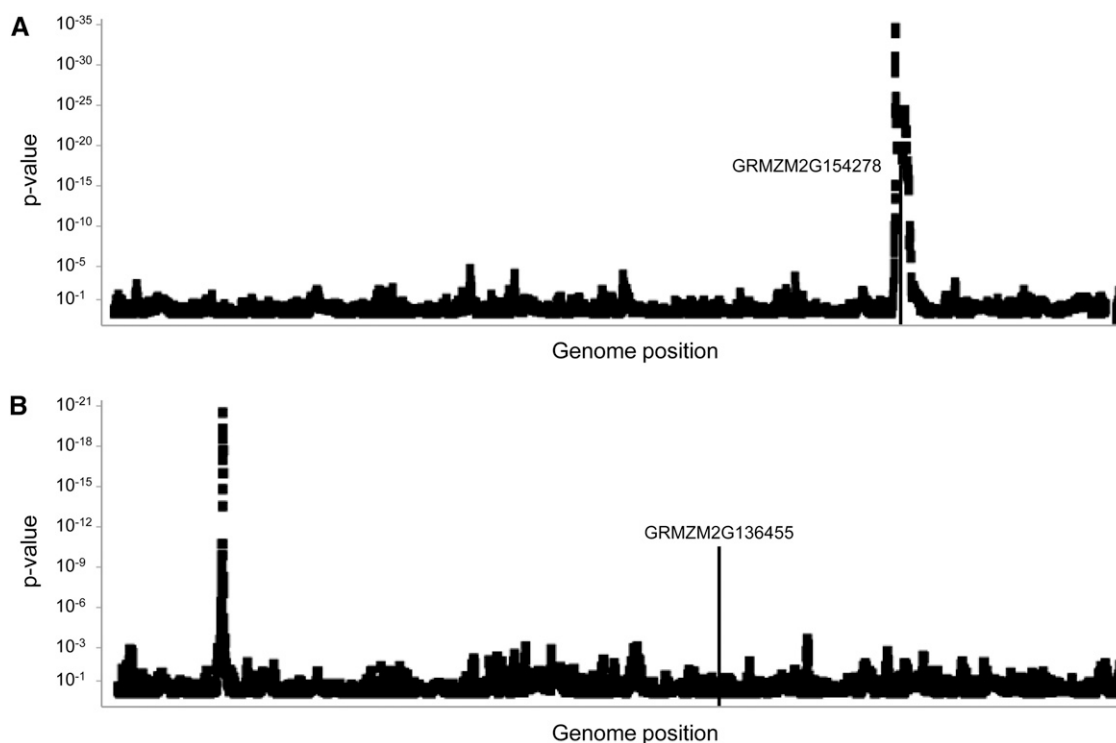 A
10-35
10-30
10-25
10-20
10-15
10-10
10-5
10-1
p-value
GRMZM2G154278
Genome position
B
10-21
10-18
10-15
10-12
10-9
10-6
10-3
10-1
p-value
GRMZM2G136455
Genome position